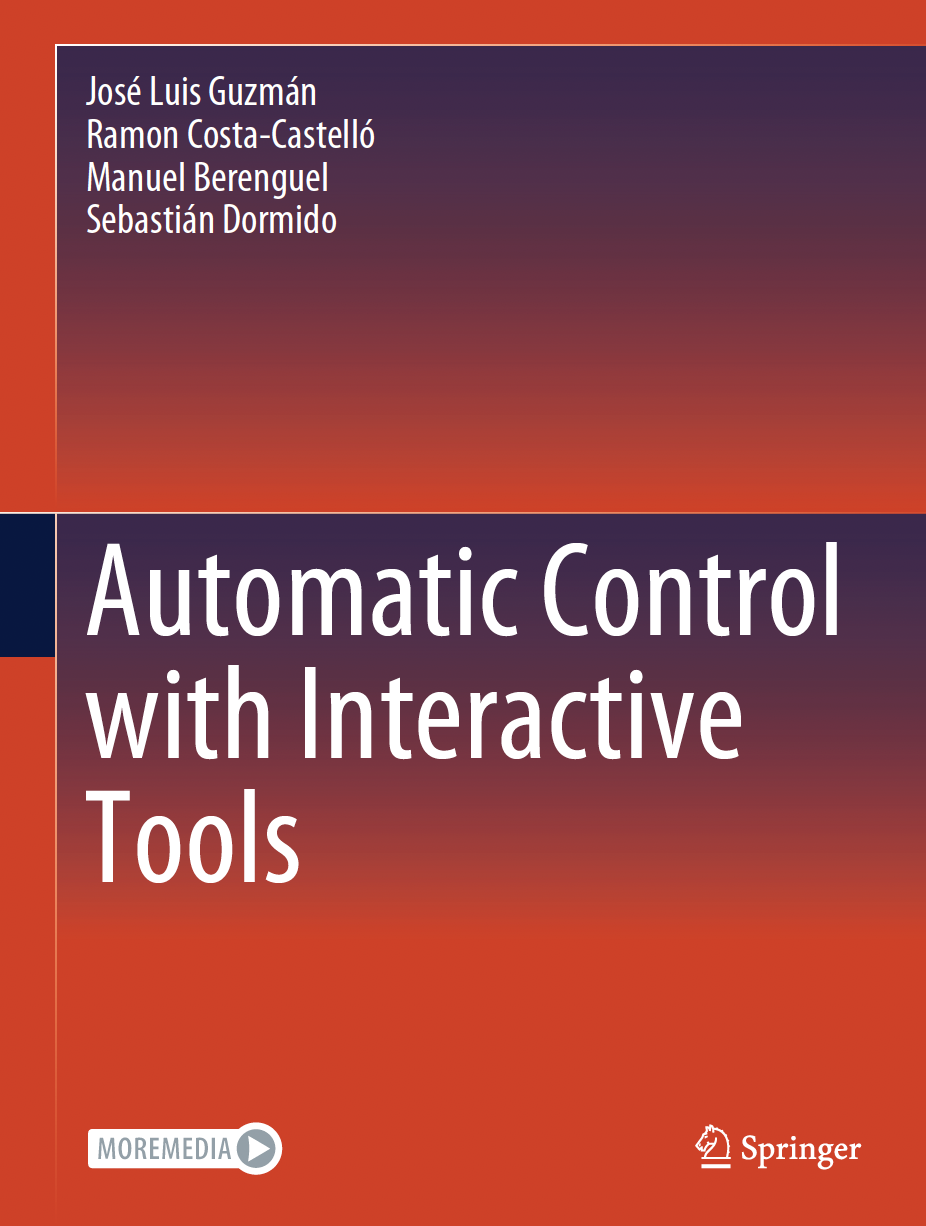 José Luis Guzmán
Ramon Costa-Castelló
Manuel Berenguel
Sebastián Dormido
Automatic Control
with Interactive
Tools
MOREMEDIA
Springer